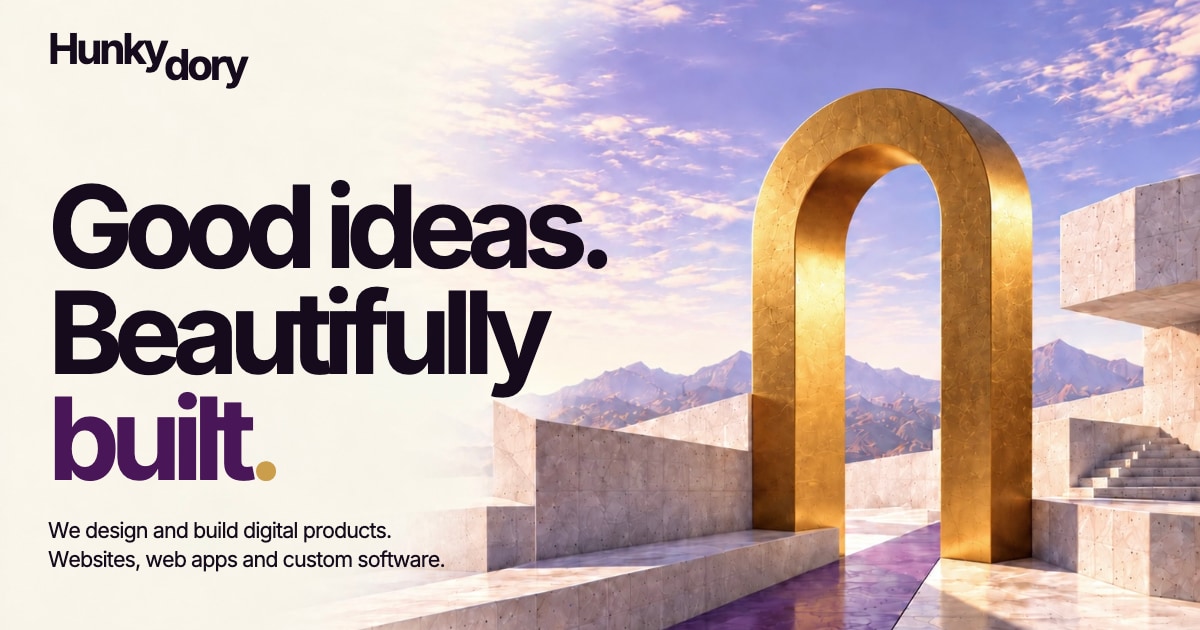 Hunky
dory
Good ideas.
Beautifully
built.
We design and build digital products.
Websites, web apps and custom software.